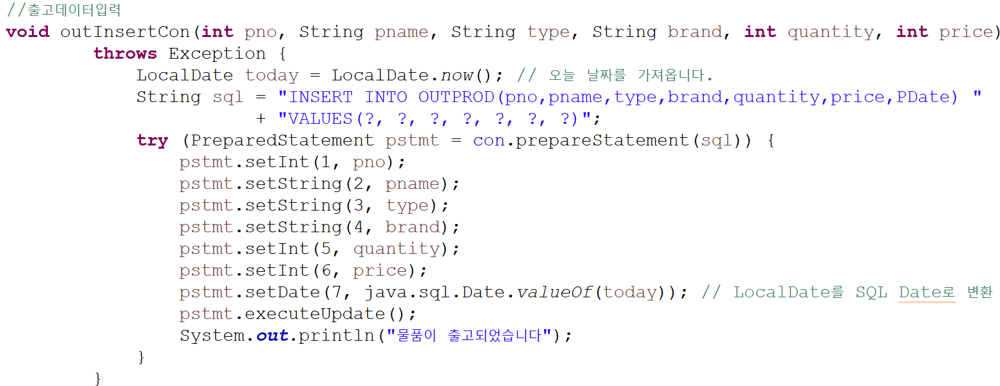 //출고데이터입력
void outInsertCon(int pno, String pname, String type, String brand, int quantity, int price)
throws Exception {
LocalDate today = LocalDate.now(); // 오늘 날짜를 가져옵니다.
String sql = "INSERT INTO OUTPROD(pno,pname,type,brand,quantity,price,PDate) "
+ "VALUES(?, ?, ?, ?, ?, ?, ?)";
try (PreparedStatement pstmt = con.prepareStatement(sql)) {
pstmt.setInt(1, pno);
pstmt.setString(2, pname);
pstmt.setString(3, type);
pstmt.setString(4, brand);
pstmt.setInt(5, quantity);
pstmt.setInt(6, price);
pstmt.setDate(7, java.sql.Date.valueOf(today)); // LocalDate를 SQL Date로 변환
pstmt.executeUpdate();
System.out.println("물품이 출고되었습니다");
}
}